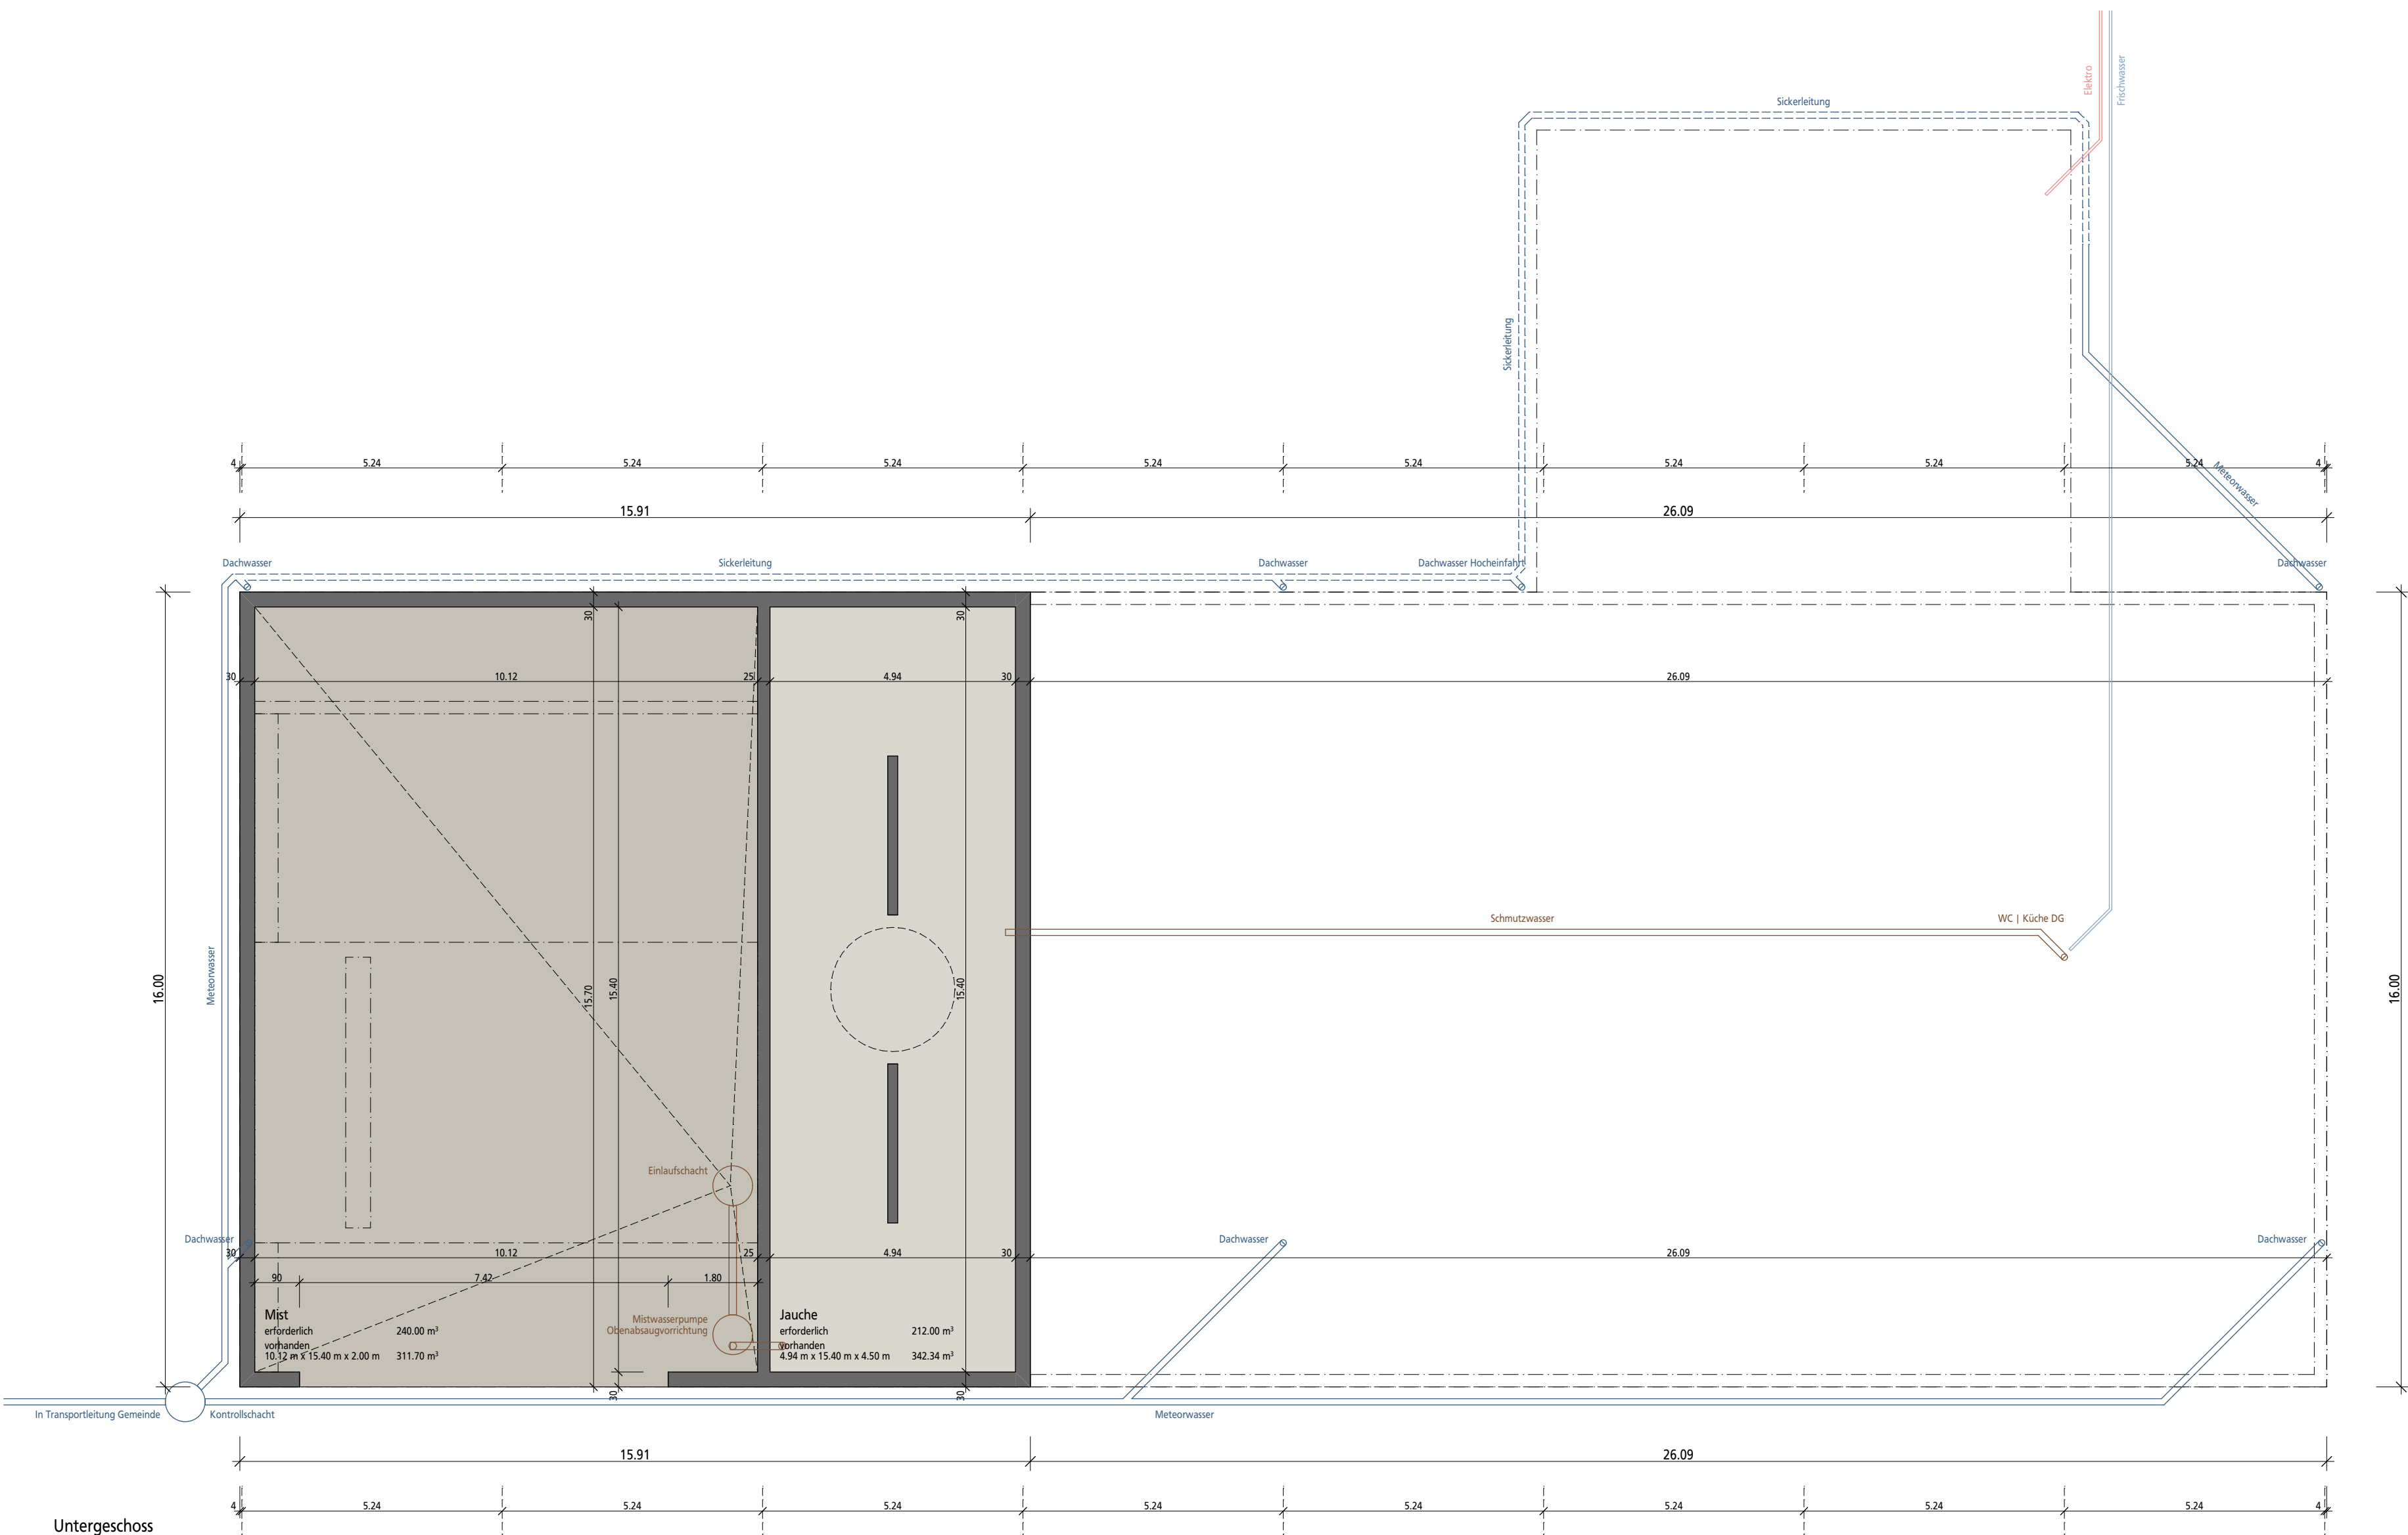 Elektro
Frischwasser
Sickerleitung
Sickerleitung
4 5.24 5.24 5.24 5.24 5.24 5.24 5.24 5.24 4
Meteorwasser
15.91 26.09
Dachwasser Sickerleitung Dachwasser Dachwasser Hocheinfahrt Dachwasser
30 30
30 10.12 25 4.94 30 26.09
Schmutzwasser WC | Küche DG
Meteorwasser
16.00 15.70 15.40 15.40 16.00
Einlaufschacht
Dachwasser Dachwasser Dachwasser
30 10.12 25 4.94 30 26.09
90 7.42 1.80
Mist
erforderlich 240.00 m³
vorhanden
10.12 m x 15.40 m x 2.00 m 311.70 m³
Mistwasserpumpe
Obenabsaugvorrichtung
Jauche
erforderlich 212.00 m³
vorhanden
4.94 m x 15.40 m x 4.50 m 342.34 m³
30 30
In Transportleitung Gemeinde Kontrollschacht Meteorwasser
15.91 26.09
4 5.24 5.24 5.24 5.24 5.24 5.24 5.24 5.24 4
Untergeschoss